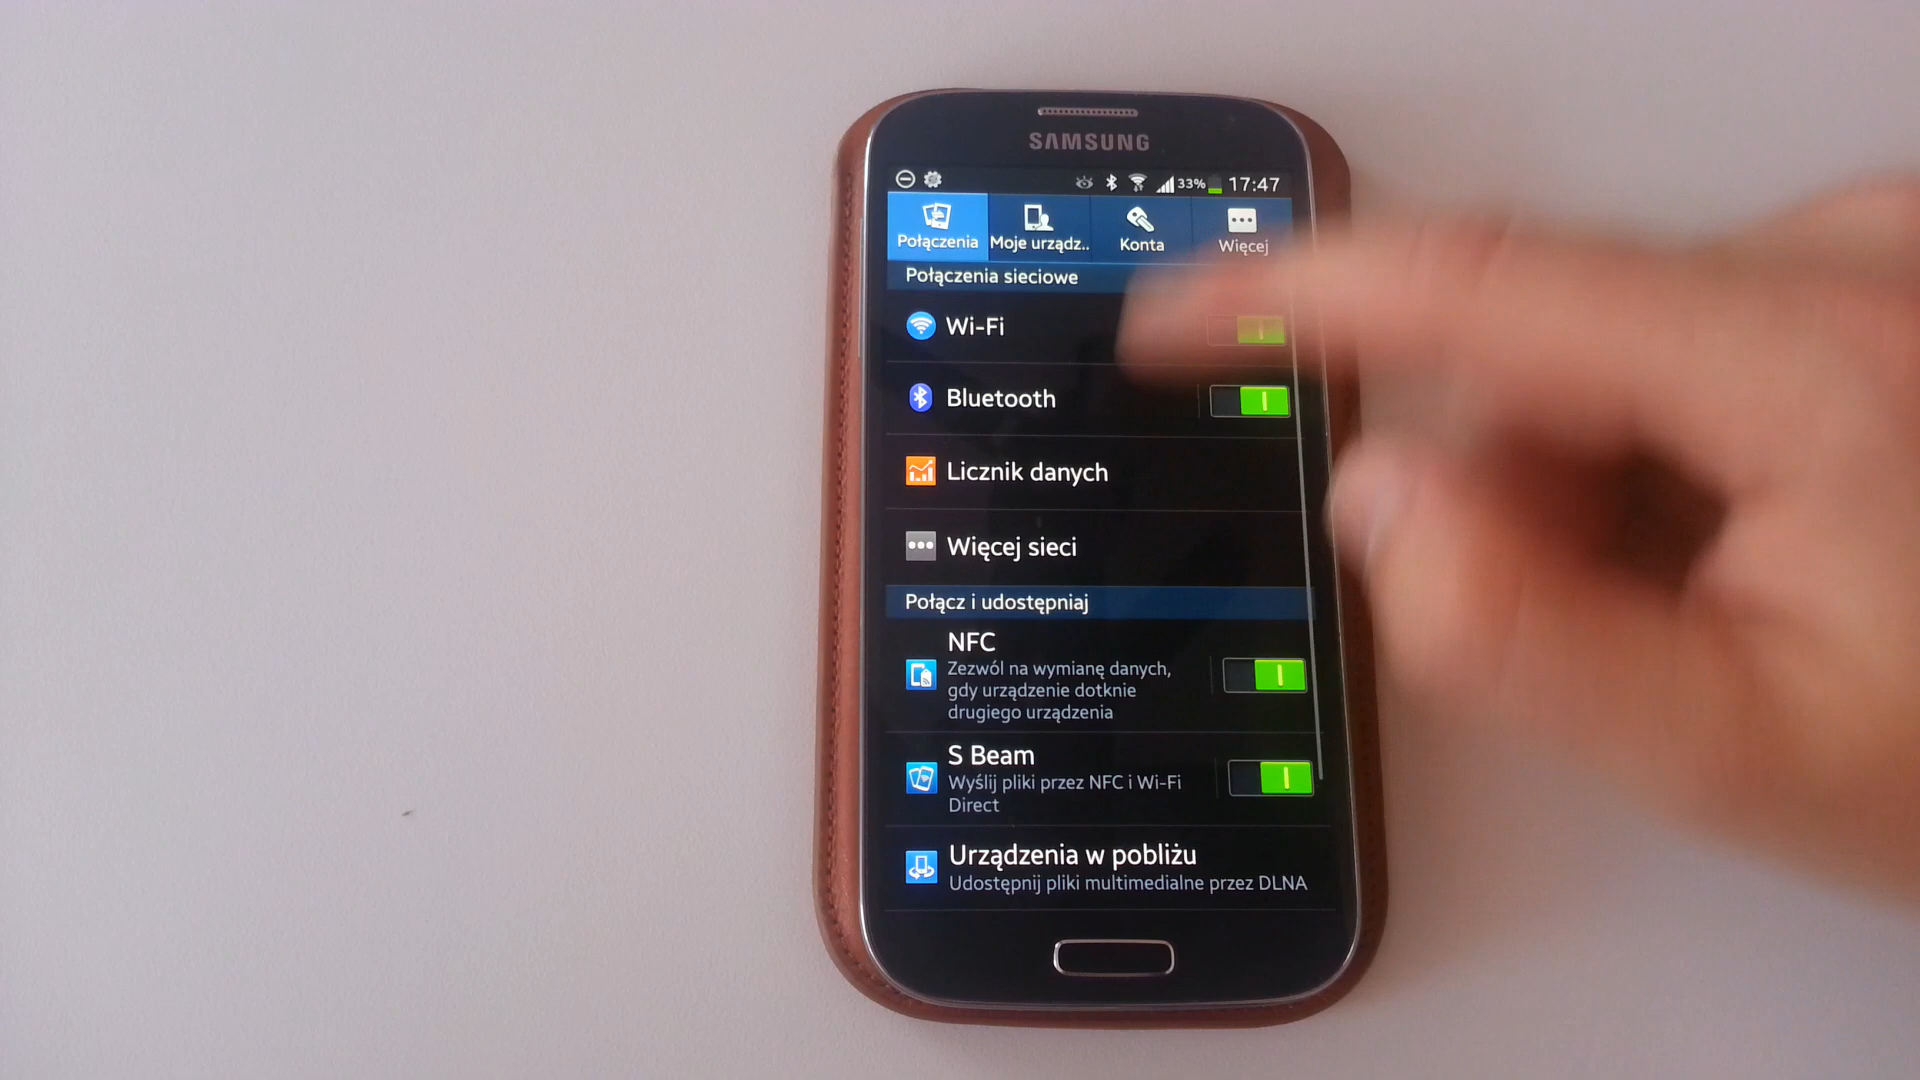 SAMSUNG
33% 17:47
Połączenia
Moje urządz..
Konta
Więcej
Połączenia sieciowe
Wi-Fi
Bluetooth
Licznik danych
Więcej sieci
Połącz i udostępniaj
NFC
Zezwól na wymianę danych,
gdy urządzenie dotknie
drugiego urządzenia
S Beam
Wyślij pliki przez NFC i Wi-Fi
Direct
Urządzenia w pobliżu
Udostępnij pliki multimedialne przez DLNA